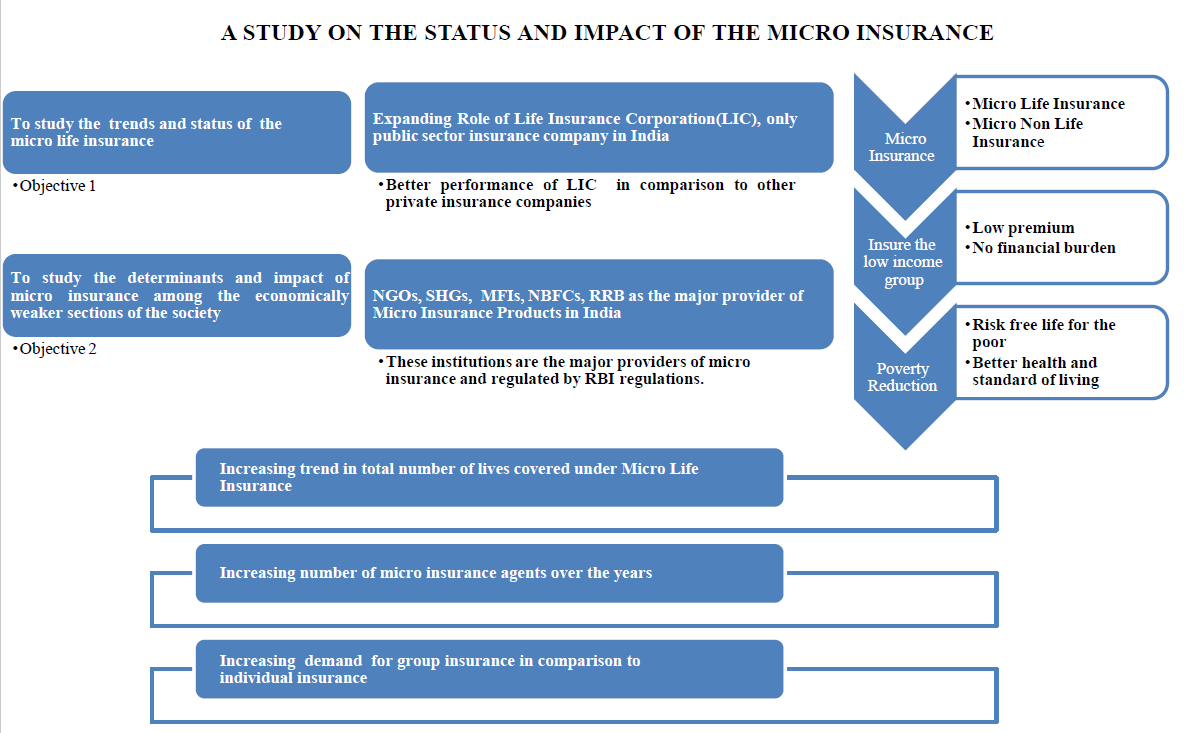 A STUDY ON THE STATUS AND IMPACT OF THE MICRO INSURANCE
To study the trends and status of the
micro life insurance
•Objective 1
To study the determinants and impact of
micro insurance among the economically
weaker sections of the society
•Objective 2
Expanding Role of Life Insurance Corporation(LIC), only
public sector insurance company in India
•Better performance of LIC in comparison to other
private insurance companies
NGOs, SHGs, MFIs, NBFCs, RRB as the major provider of
Micro Insurance Products in India
•These institutions are the major providers of micro
insurance and regulated by RBI regulations.
Micro
Insurance
•Micro Life Insurance
•Micro Non Life
Insurance
Insure the
low income
group
•Low premium
•No financial burden
Poverty
Reduction
•Risk free life for the
poor
•Better health and
standard of living
Increasing trend in total number of lives covered under Micro Life
Insurance
Increasing number of micro insurance agents over the years
Increasing demand for group insurance in comparison to
individual insurance